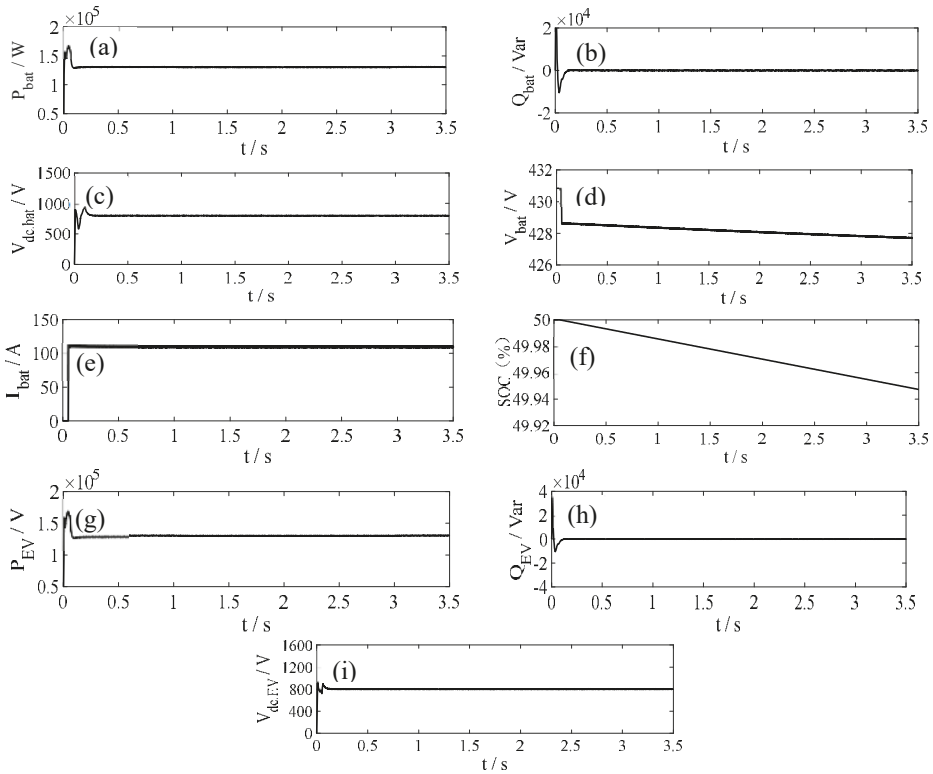 ×10⁵
2
1.5
1
0.5
P_bat / W
(a)
0 0.5 1 1.5 2 2.5 3 3.5
t / s
×10⁴
2
0
-2
Q_bat / Var
(b)
0 0.5 1 1.5 2 2.5 3 3.5
t / s
1500
1000
500
0
V_dc.bat / V
(c)
0 0.5 1 1.5 2 2.5 3 3.5
t / s
432
430
428
426
V_bat / V
(d)
0 0.5 1 1.5 2 2.5 3 3.5
t / s
150
100
50
0
I_bat / A
(e)
0 0.5 1 1.5 2 2.5 3 3.5
t / s
50
49.98
49.96
49.94
49.92
SOC (%)
(f)
0 0.5 1 1.5 2 2.5 3 3.5
t / s
×10⁵
2
1.5
1
0.5
P_EV / V
(g)
0 0.5 1 1.5 2 2.5 3 3.5
t / s
×10⁴
4
2
0
-2
-4
Q_EV / Var
(h)
0 0.5 1 1.5 2 2.5 3 3.5
t / s
1600
1200
800
400
0
V_dc.EV / V
(i)
0 0.5 1 1.5 2 2.5 3 3.5
t / s